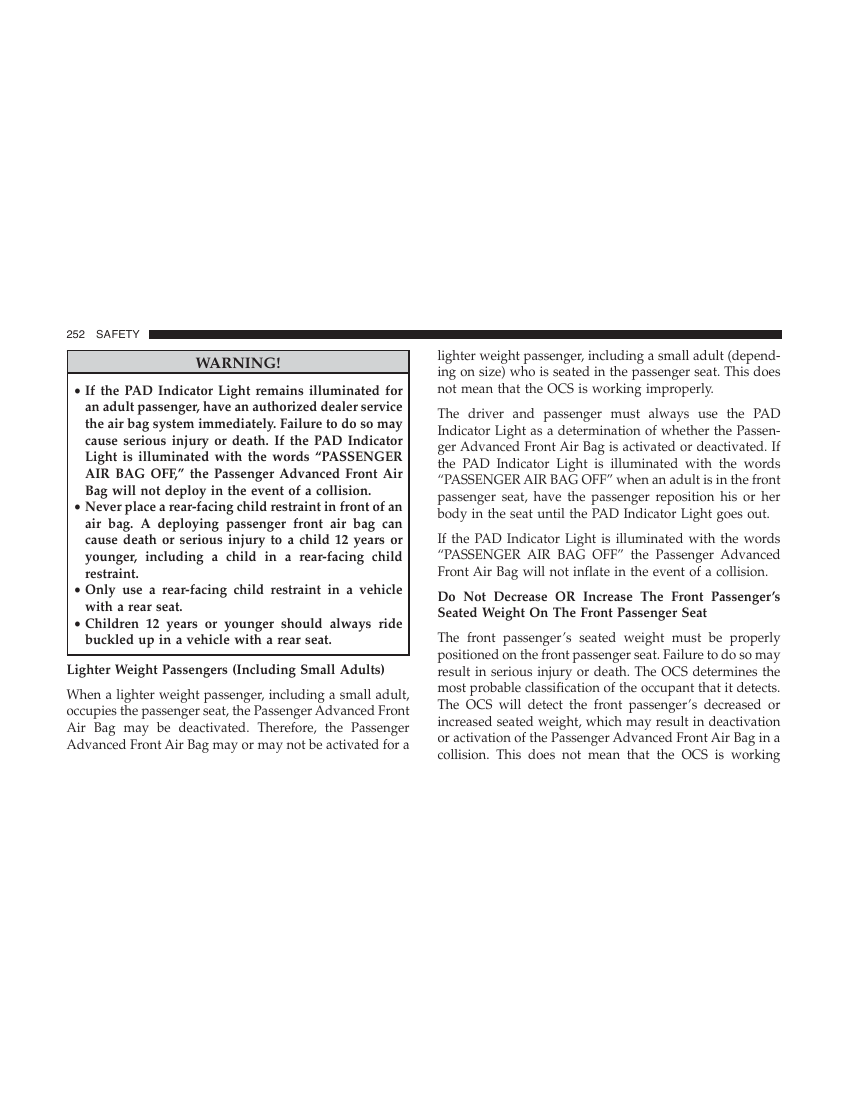 252 SAFETY
WARNING!
• If the PAD Indicator Light remains illuminated for
an adult passenger, have an authorized dealer service
the air bag system immediately. Failure to do so may
cause serious injury or death. If the PAD Indicator
Light is illuminated with the words “PASSENGER
AIR BAG OFF,” the Passenger Advanced Front Air
Bag will not deploy in the event of a collision.
• Never place a rear-facing child restraint in front of an
air bag. A deploying passenger front air bag can
cause death or serious injury to a child 12 years or
younger, including a child in a rear-facing child
restraint.
• Only use a rear-facing child restraint in a vehicle
with a rear seat.
• Children 12 years or younger should always ride
buckled up in a vehicle with a rear seat.
Lighter Weight Passengers (Including Small Adults)
When a lighter weight passenger, including a small adult,
occupies the passenger seat, the Passenger Advanced Front
Air Bag may be deactivated. Therefore, the Passenger
Advanced Front Air Bag may or may not be activated for a
lighter weight passenger, including a small adult (depend-
ing on size) who is seated in the passenger seat. This does
not mean that the OCS is working improperly.
The driver and passenger must always use the PAD
Indicator Light as a determination of whether the Passen-
ger Advanced Front Air Bag is activated or deactivated. If
the PAD Indicator Light is illuminated with the words
“PASSENGER AIR BAG OFF” when an adult is in the front
passenger seat, have the passenger reposition his or her
body in the seat until the PAD Indicator Light goes out.
If the PAD Indicator Light is illuminated with the words
“PASSENGER AIR BAG OFF” the Passenger Advanced
Front Air Bag will not inflate in the event of a collision.
Do Not Decrease OR Increase The Front Passenger’s
Seated Weight On The Front Passenger Seat
The front passenger’s seated weight must be properly
positioned on the front passenger seat. Failure to do so may
result in serious injury or death. The OCS determines the
most probable classification of the occupant that it detects.
The OCS will detect the front passenger’s decreased or
increased seated weight, which may result in deactivation
or activation of the Passenger Advanced Front Air Bag in a
collision. This does not mean that the OCS is working